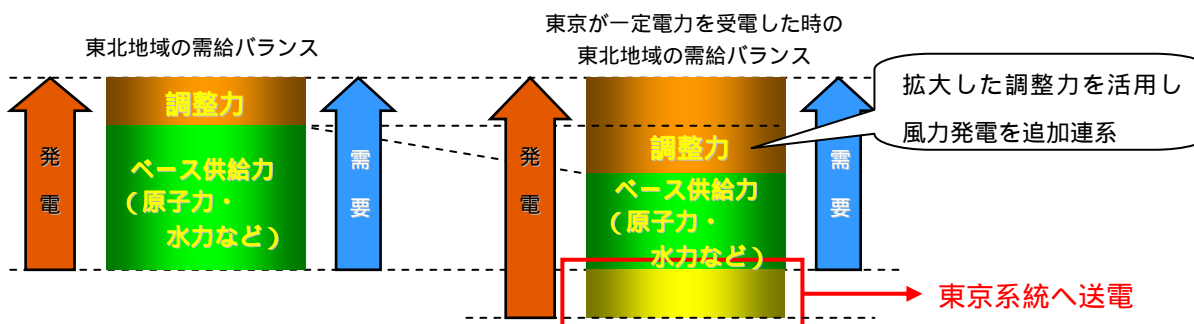 東北地域の需給バランス
発電
調整力
ベース供給力
(原子力・
水力など)
需要
東京が一定電力を受電した時の
東北地域の需給バランス
発電
調整力
ベース供給力
(原子力・
水力など)
需要
拡大した調整力を活用し
風力発電を追加連系
東京系統へ送電